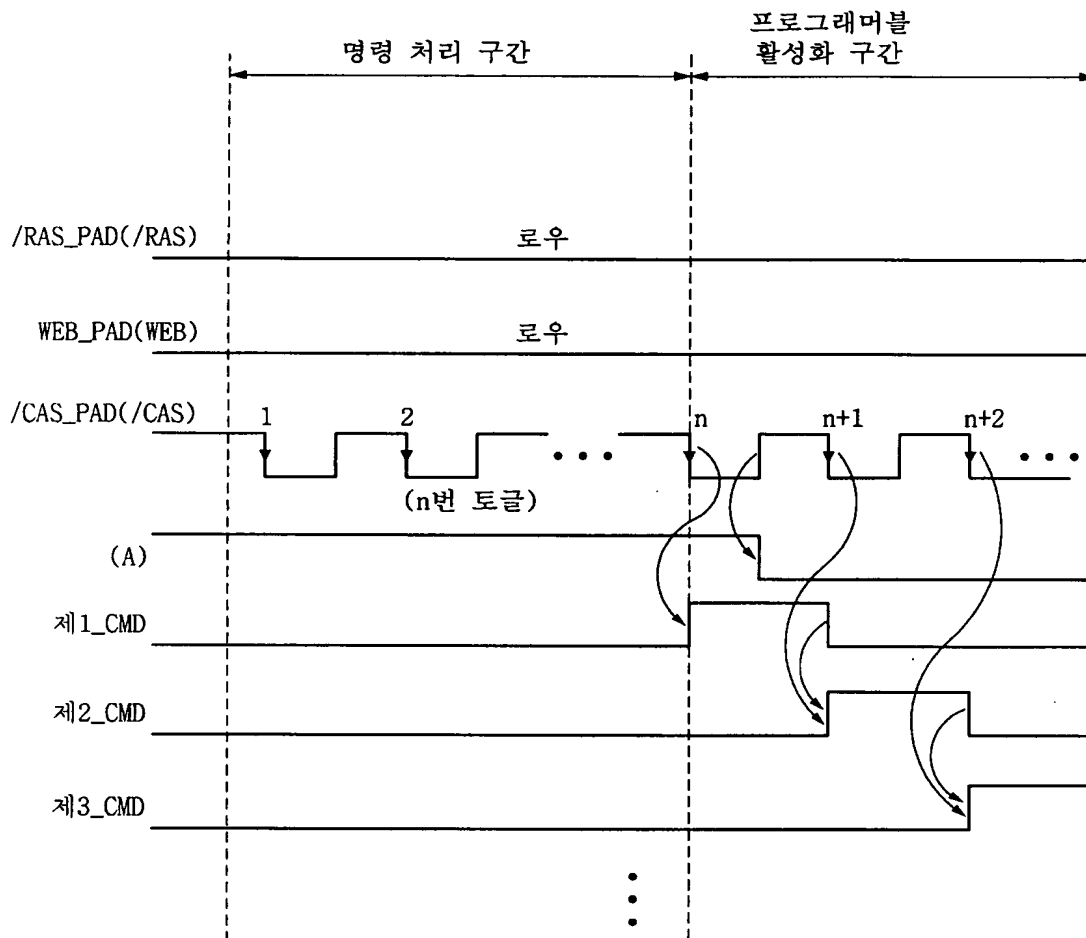 프로그래머블
명령 처리 구간
활성화 구간
/RAS_PAD(/RAS)
로우
WEB_PAD(WEB)
로우
/CAS_PAD(/CAS)
1
2
n
n+1
n+2
(n번 토글)
(A)
제1_CMD
제2_CMD
제3_CMD